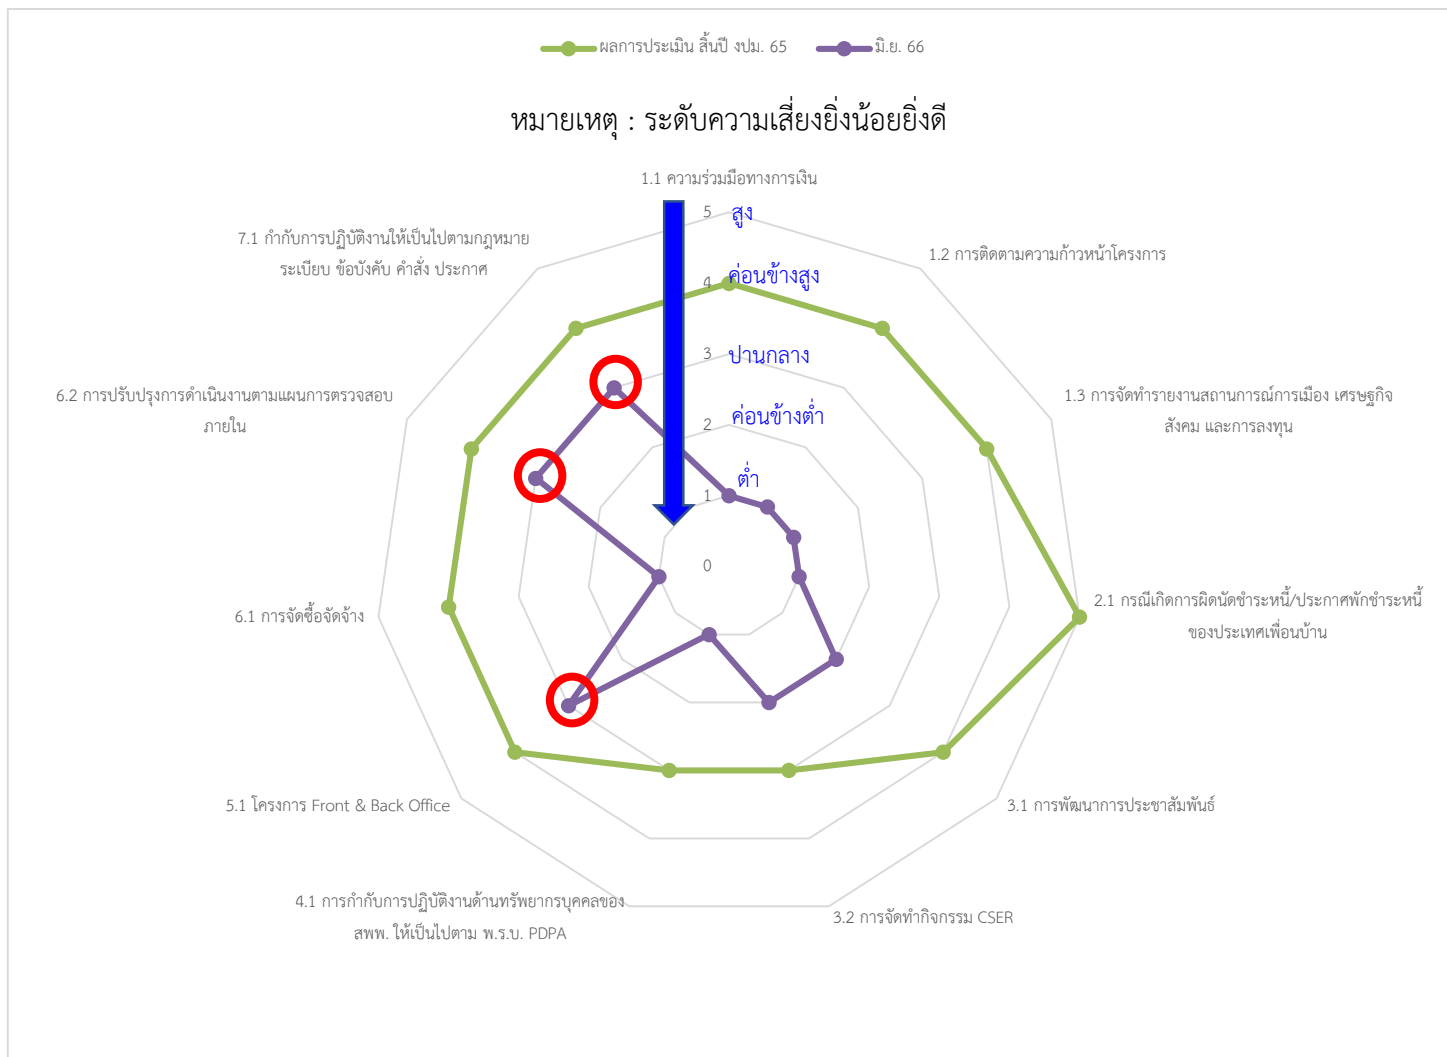 ผลการประเมิน สิ้นปี งปม. 65
มิ.ย. 66
หมายเหตุ : ระดับความเสี่ยงยิ่งน้อยยิ่งดี
1.1 ความร่วมมือทางการเงิน
5
สูง
4
ค่อนข้างสูง
3
ปานกลาง
2
ค่อนข้างต่ำ
1
ต่ำ
0
1.2 การติดตามความก้าวหน้าโครงการ
1.3 การจัดทำรายงานสถานการณ์การเมือง เศรษฐกิจ
สังคม และการลงทุน
2.1 กรณีเกิดการผิดนัดชำระหนี้/ประกาศพักชำระหนี้
ของประเทศเพื่อนบ้าน
3.1 การพัฒนาการประชาสัมพันธ์
3.2 การจัดทำกิจกรรม CSER
4.1 การกำกับการปฏิบัติงานด้านทรัพยากรบุคคลของ
สพพ. ให้เป็นไปตาม พ.ร.บ. PDPA
5.1 โครงการ Front & Back Office
6.1 การจัดซื้อจัดจ้าง
6.2 การปรับปรุงการดำเนินงานตามแผนการตรวจสอบ
ภายใน
7.1 กำกับการปฏิบัติงานให้เป็นไปตามกฎหมาย
ระเบียบ ข้อบังคับ คำสั่ง ประกาศ